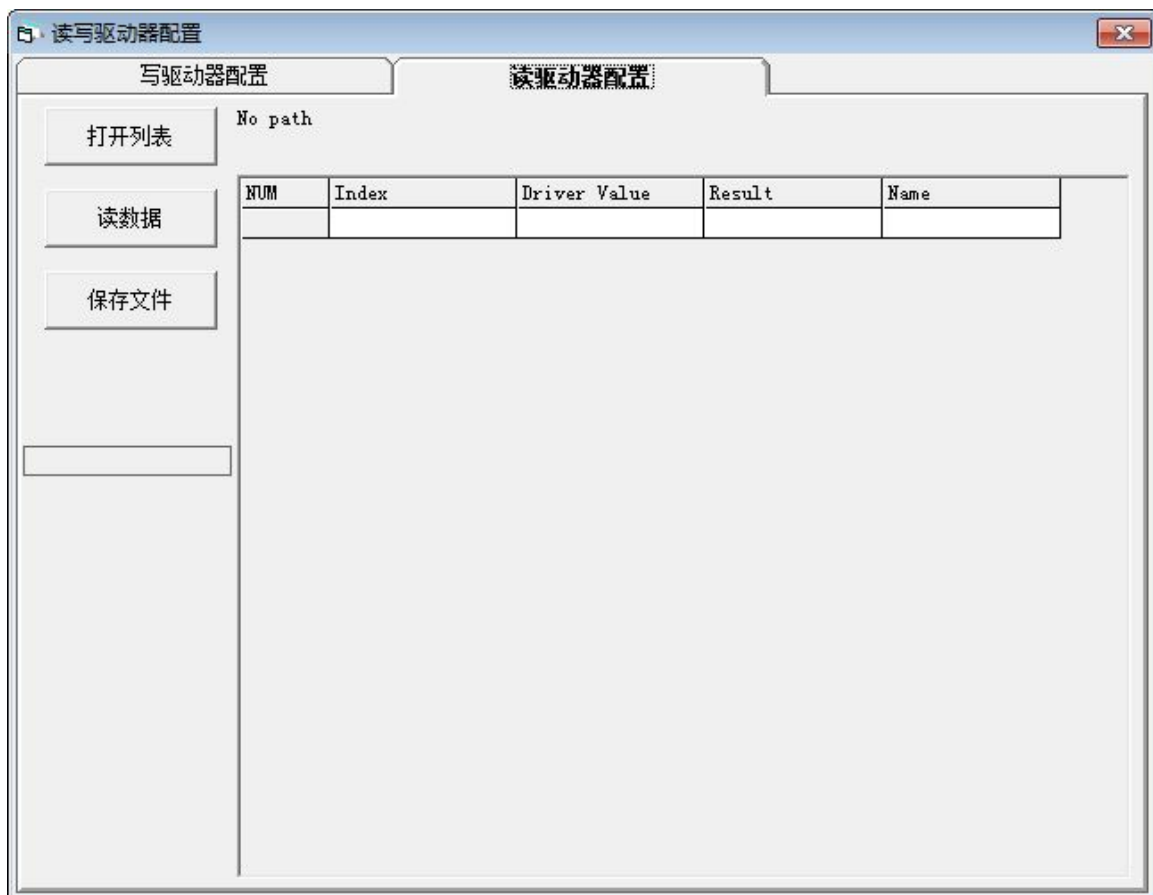 读写驱动器配置
写驱动器配置 读驱动器配置
打开列表
No path
读数据
保存文件
NUM Index Driver Value Result Name